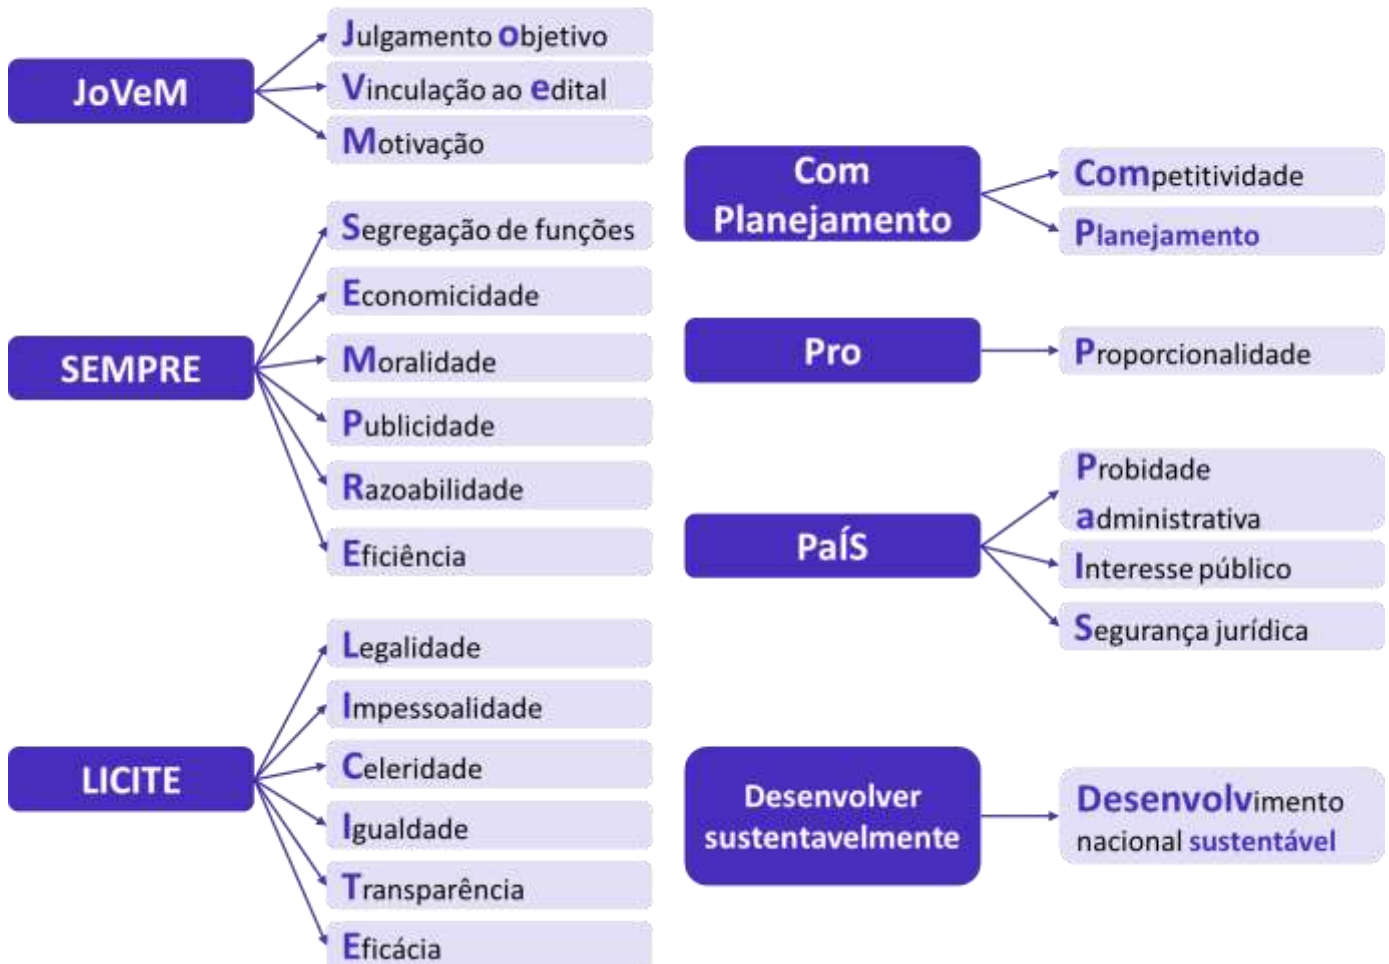 JoVeM
Julgamento objetivo
Vinculação ao edital
Motivação
SEMPRE
Segregação de funções
Economicidade
Moralidade
Publicidade
Razoabilidade
Eficiência
LICITE
Legalidade
Impessoalidade
Celeridade
Igualdade
Transparência
Eficácia
Com
Planejamento
Competitividade
Planejamento
Pro
Proporcionalidade
PaÍS
Probidade
administrativa
Interesse público
Segurança jurídica
Desenvolver
sustentavelmente
Desenvolvimento
nacional sustentável